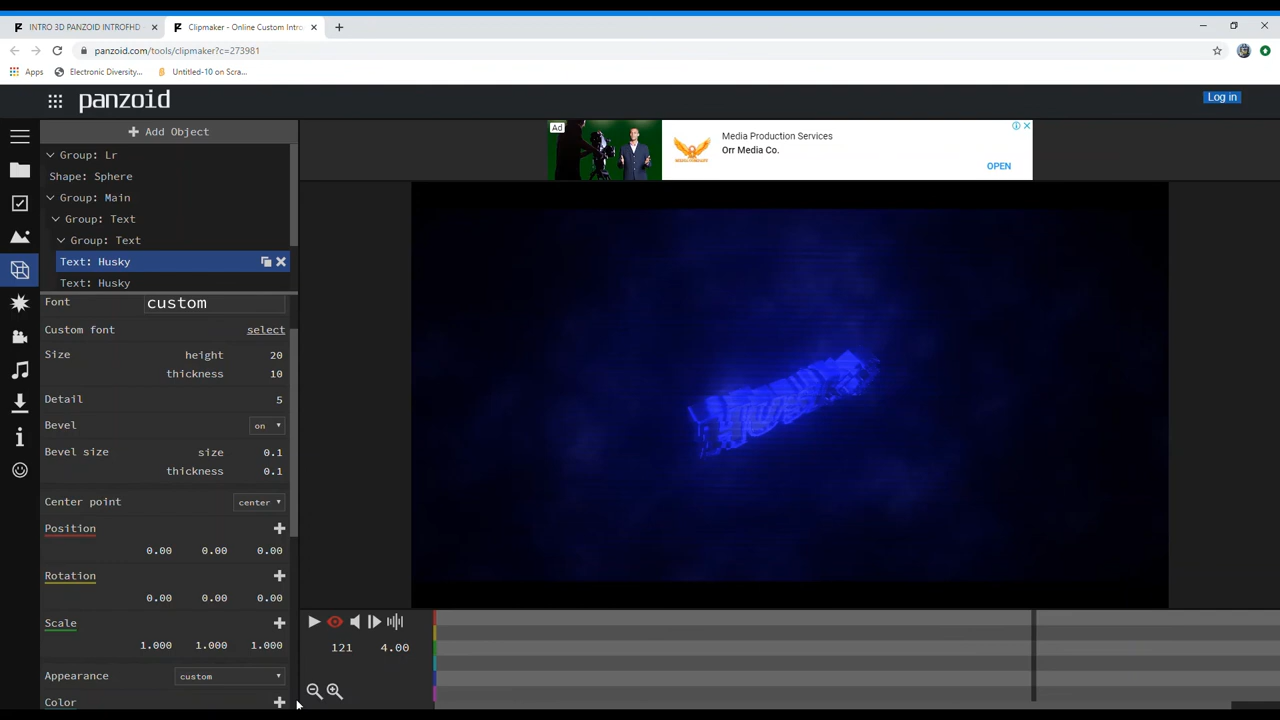 INTRO 3D PANZOID INTROFHD
Clipmaker - Online Custom Intro
panzoid.com/tools/clipmaker?c=273981
Apps
Electronic Diversity...
Untitled-10 on Scra...
panzoid
Log in
Add Object
Ad
Media Production Services
Orr Media Co.
OPEN
Group: Lr
Shape: Sphere
Group: Main
Group: Text
Group: Text
Text: Husky
Text: Husky
Font custom
Custom font select
Size height 20
thickness 10
Detail 5
Bevel on
Bevel size size 0.1
thickness 0.1
Center point center
Position
0.00 0.00 0.00
Rotation
0.00 0.00 0.00
Scale
1.000 1.000 1.000
Appearance custom
Color
121 4.00